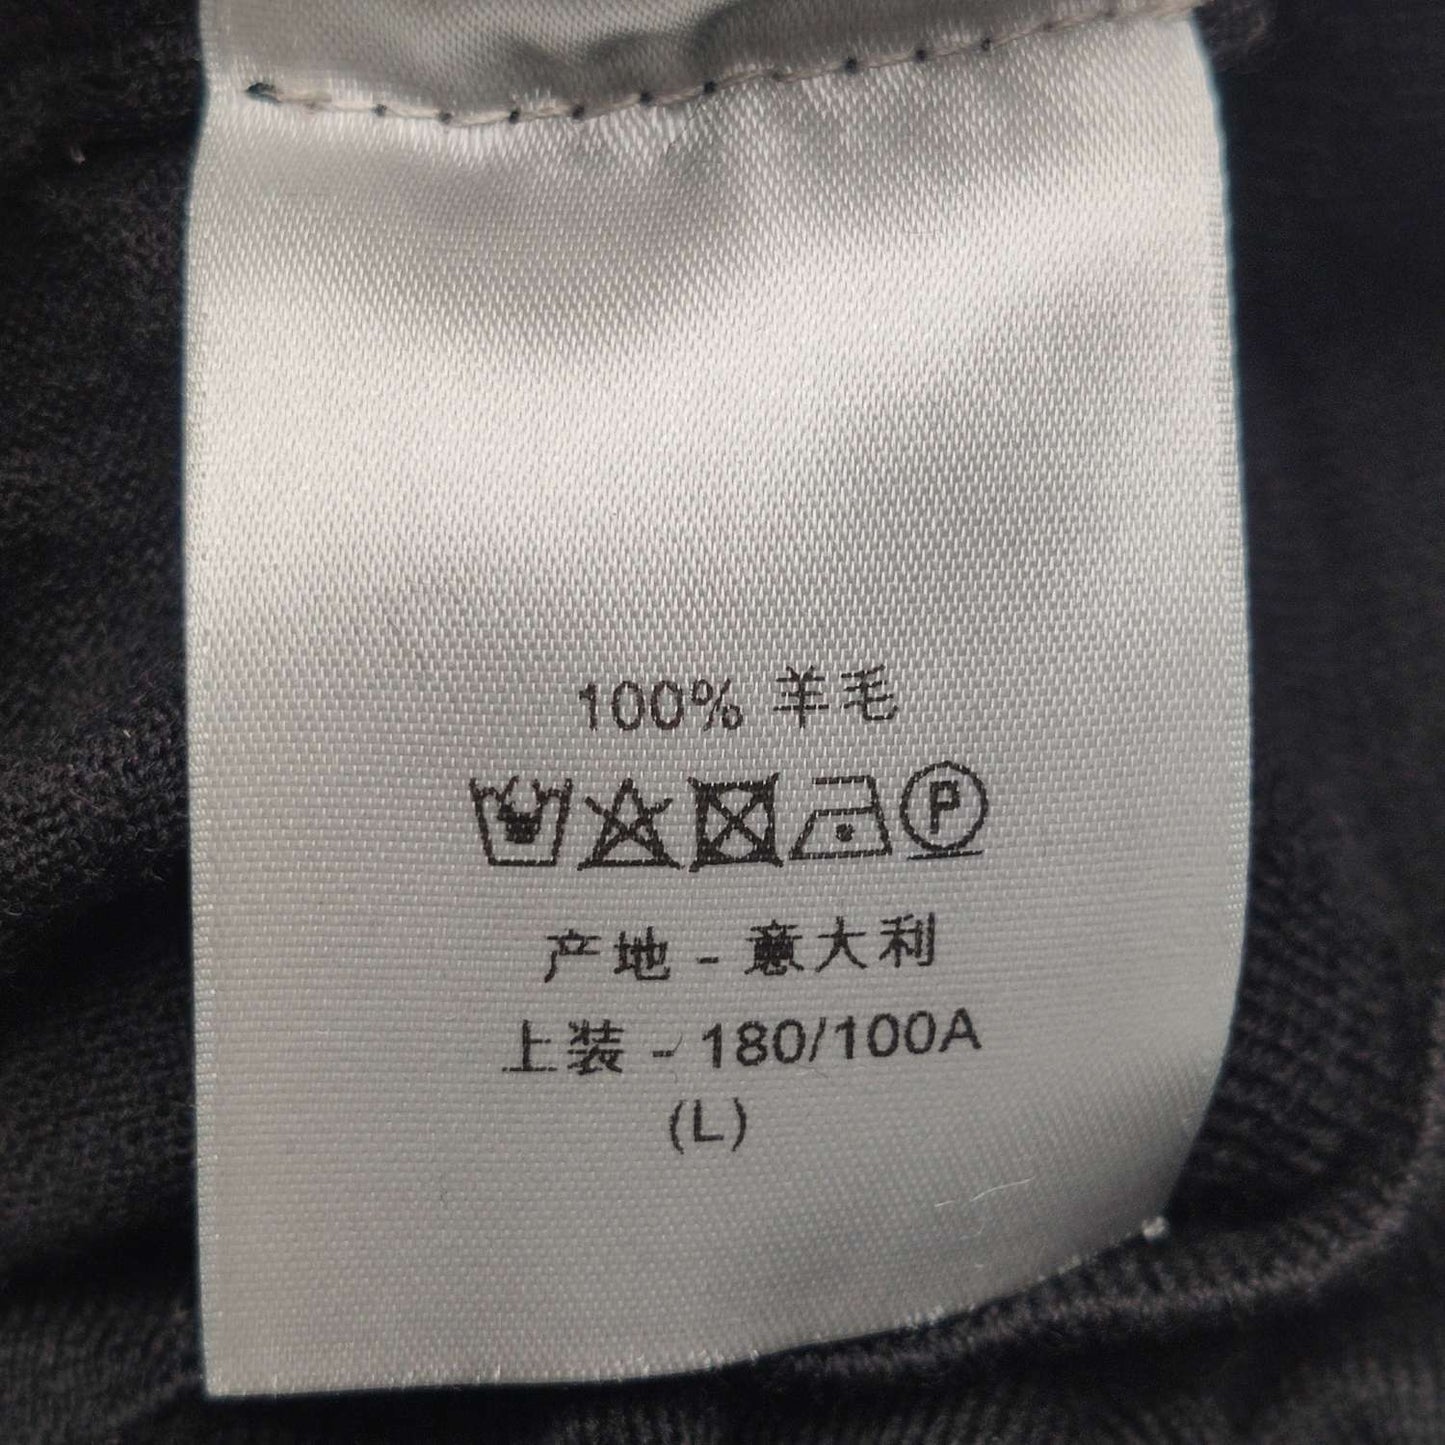 100% 羊毛
P
产地 - 意大利
上装 - 180/100A
(L)